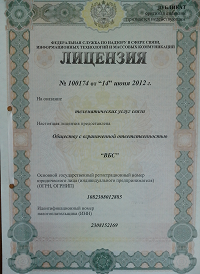 ДУБЛИКАТ
ФЕДЕРАЛЬНАЯ СЛУЖБА ПО НАДЗОРУ В СФЕРЕ СВЯЗИ,
ИНФОРМАЦИОННЫХ ТЕХНОЛОГИЙ И МАССОВЫХ КОММУНИКАЦИЙ
ЛИЦЕНЗИЯ
№ 100174 от “14” июня 2012 г.
На оказание
телематических услуг связи
Настоящая лицензия предоставлена
Обществу с ограниченной ответственностью
"ВБС"
Основной государственный регистрационный номер
юридического лица (индивидуального предпринимателя)
(ОГРН, ОГРНИП)
1082308012885
Идентификационный номер
налогоплательщика (ИНН)
2308152169